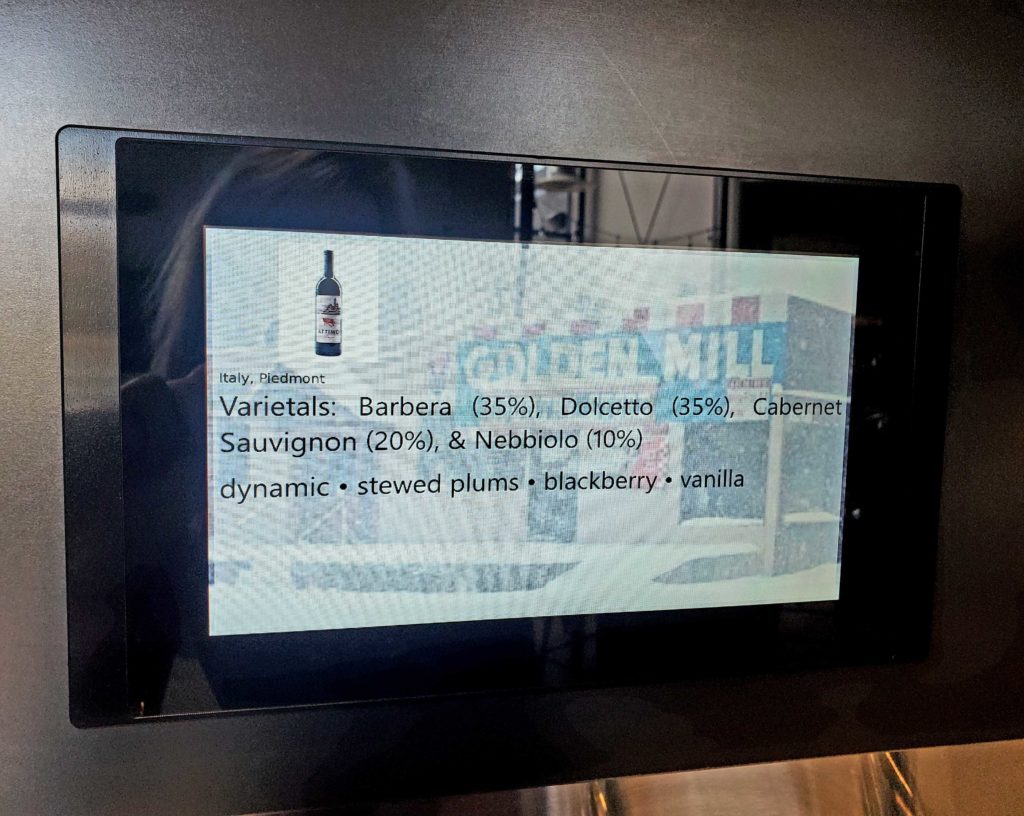 GOLDEN MILL
Italy, Piedmont
Varietals: Barbera (35%), Dolcetto (35%), Cabernet
Sauvignon (20%), & Nebbiolo (10%)
dynamic • stewed plums • blackberry • vanilla